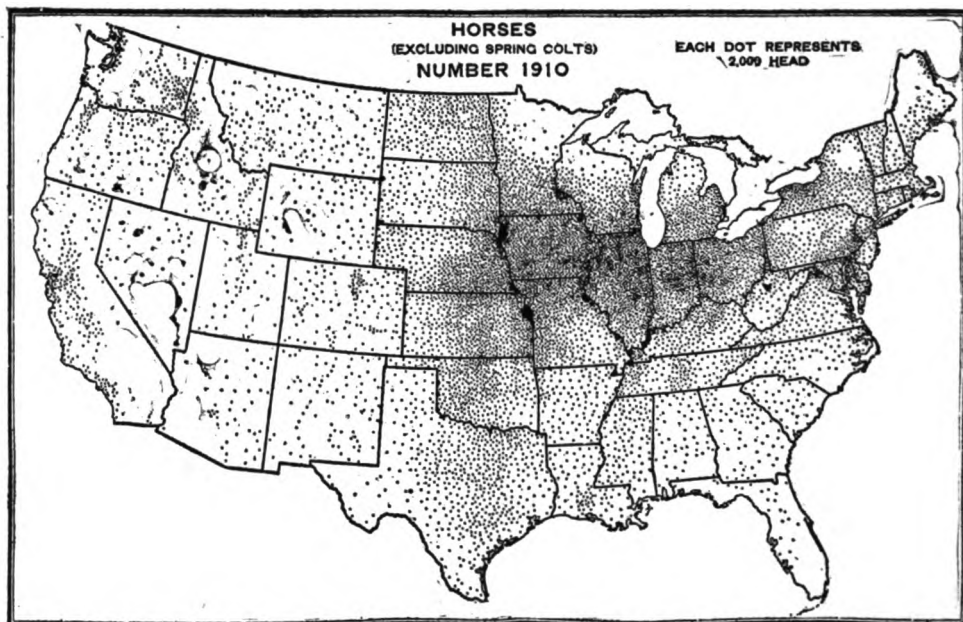 HORSES
(EXCLUDING SPRING COLTS)
NUMBER 1910
EACH DOT REPRESENTS
2,000 HEAD